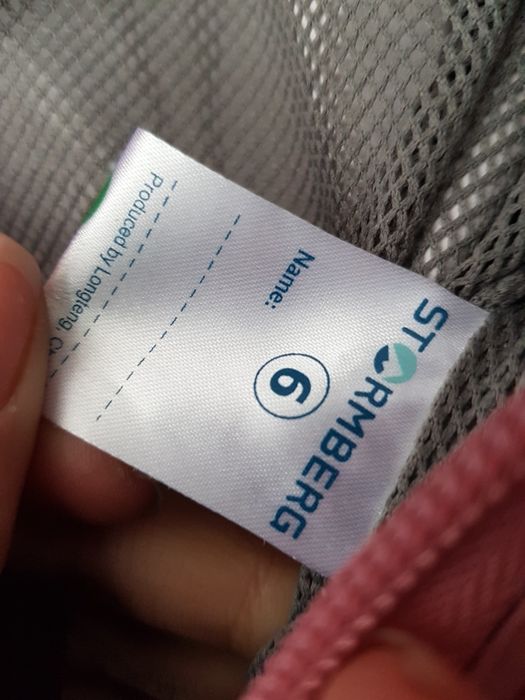 STORMBERG
6
Name:
Produced by Longteng,